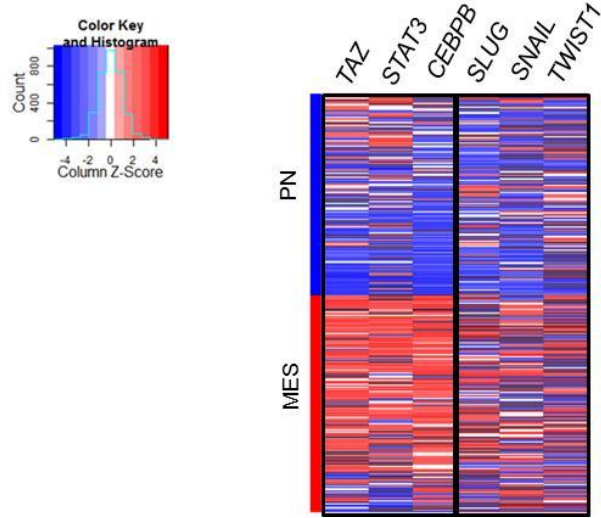 Color Key
and Histogram
Count
0 400 800
-4 -2 0 2 4
Column Z-Score
TAZ STAT3 CEBPB SLUG SNAIL TWIST1
PN
MES